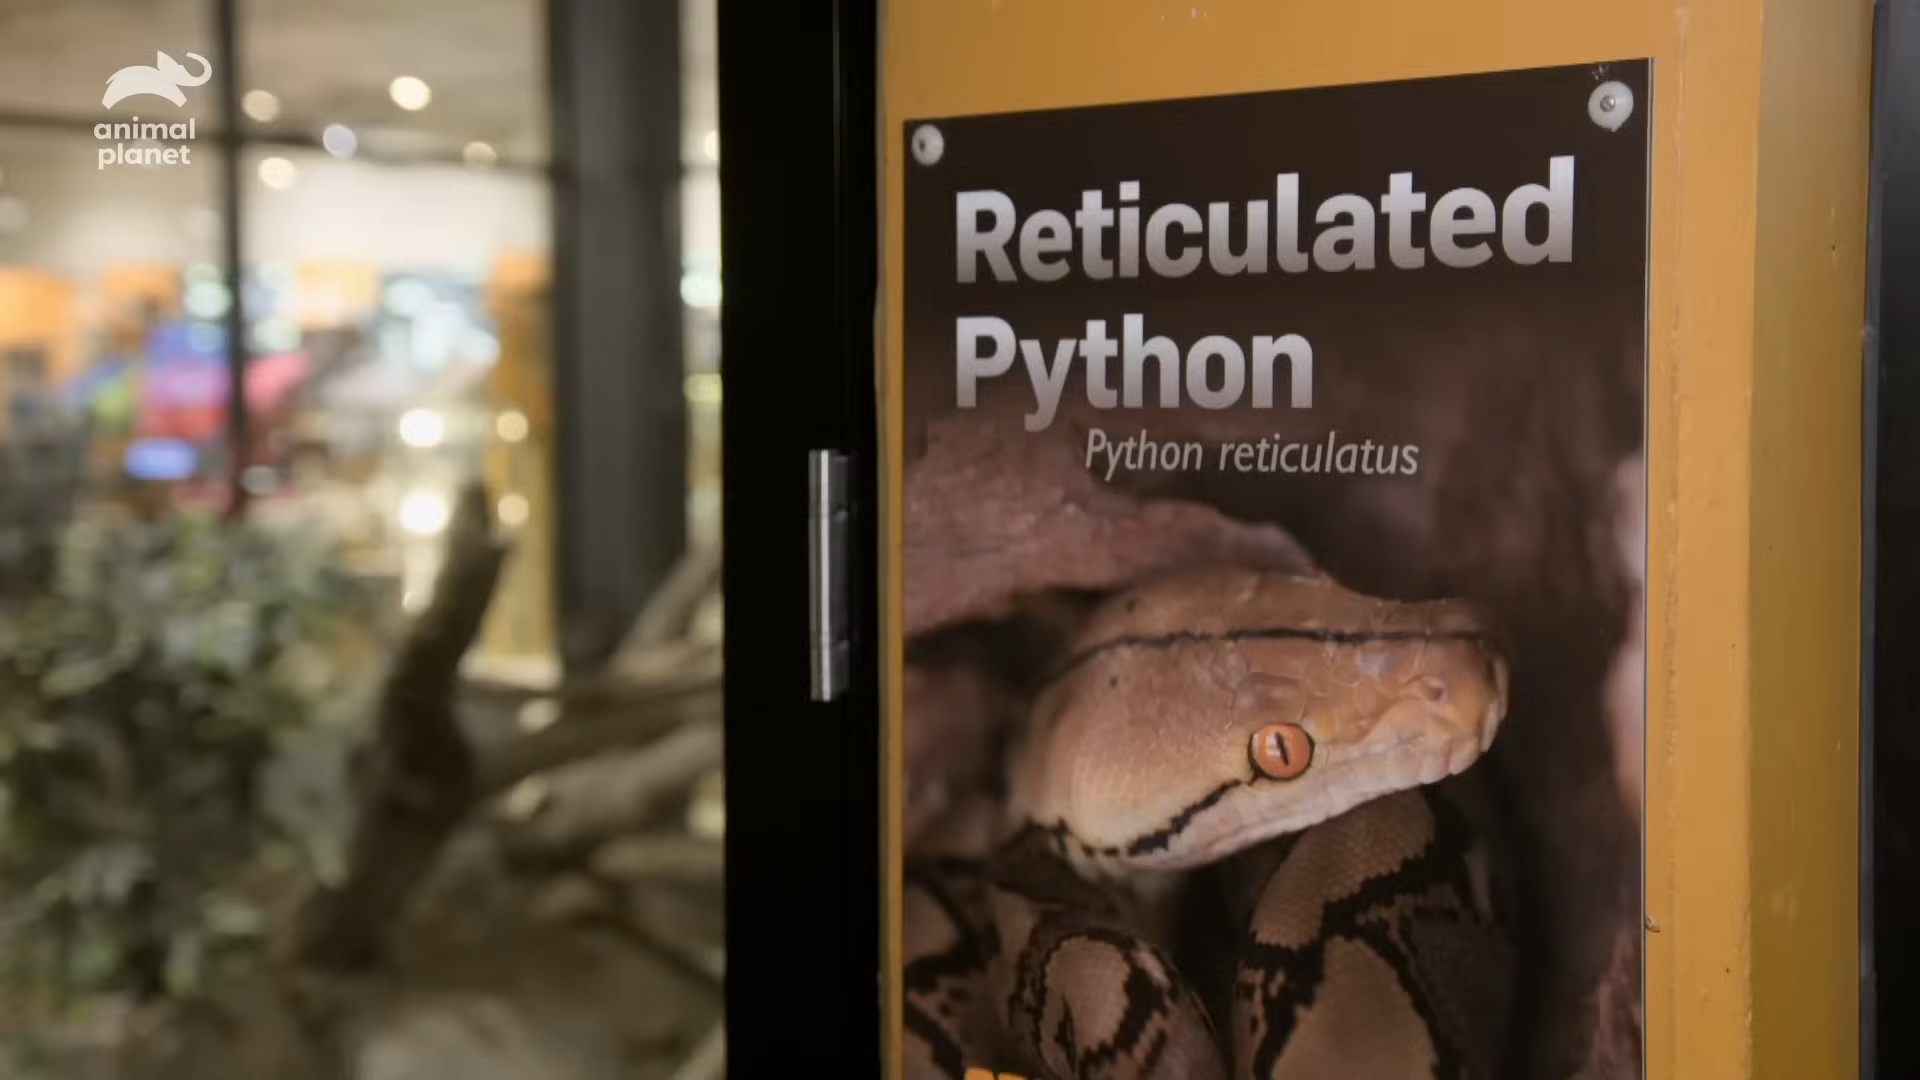 animal
planet
Reticulated
Python
Python reticulatus